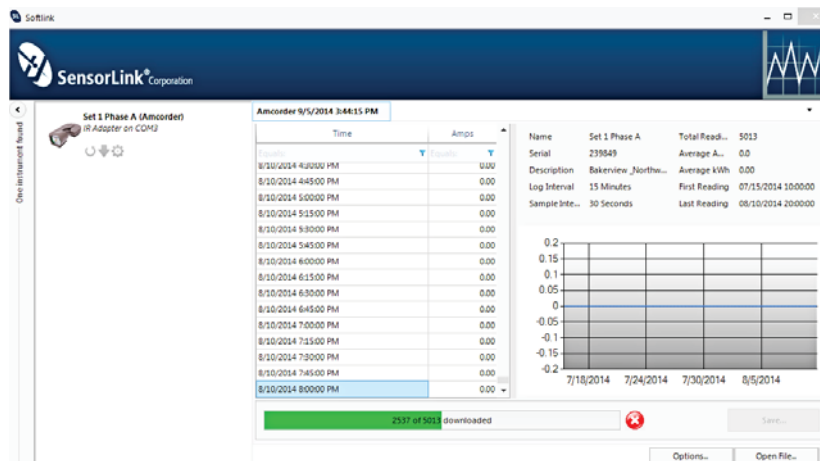 Softlink
SensorLink® Corporation
One instrument found
Set 1 Phase A (Amcorder)
IR Adapter on COM3
Amcorder 9/5/2014 3:44:15 PM
Time Amps
Equals: Equals:
8/10/2014 4:30:00 PM 0.00
8/10/2014 4:45:00 PM 0.00
8/10/2014 5:00:00 PM 0.00
8/10/2014 5:15:00 PM 0.00
8/10/2014 5:30:00 PM 0.00
8/10/2014 5:45:00 PM 0.00
8/10/2014 6:00:00 PM 0.00
8/10/2014 6:15:00 PM 0.00
8/10/2014 6:30:00 PM 0.00
8/10/2014 6:45:00 PM 0.00
8/10/2014 7:00:00 PM 0.00
8/10/2014 7:15:00 PM 0.00
8/10/2014 7:30:00 PM 0.00
8/10/2014 7:45:00 PM 0.00
8/10/2014 8:00:00 PM 0.00
Name Set 1 Phase A Total Readi... 5013
Serial 239849 Average A... 0.0
Description Bakerview _Northw... Average kWh 0.00
Log Interval 15 Minutes First Reading 07/15/2014 10:00:00
Sample Inte... 30 Seconds Last Reading 08/10/2014 20:00:00
0.2
0.15
0.1
0.05
0
-0.05
-0.1
-0.15
-0.2
7/18/2014 7/24/2014 7/30/2014 8/5/2014
2537 of 5013 downloaded
Save...
Options... Open File...